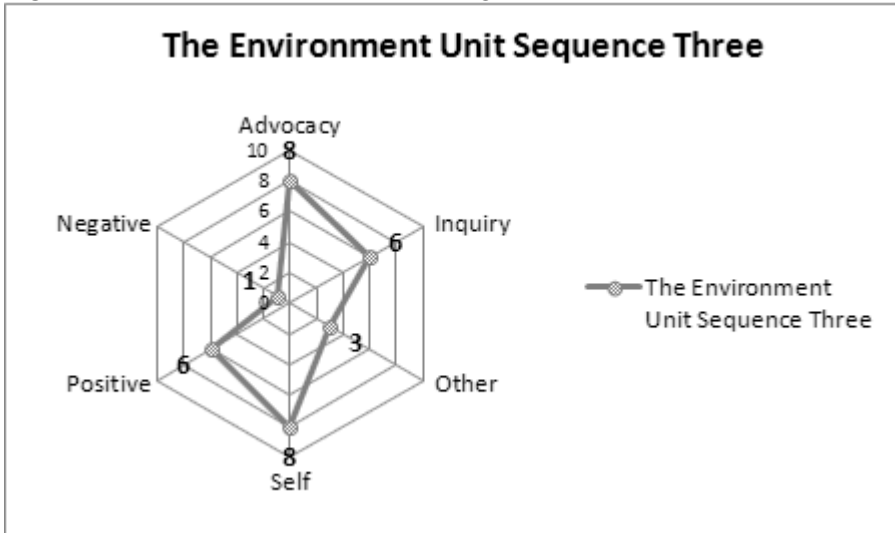 The Environment Unit Sequence Three
Advocacy
10
8
8
6
4
2
0
Negative
Inquiry
6
1
3
6
Positive
Other
8
Self
The Environment
Unit Sequence Three